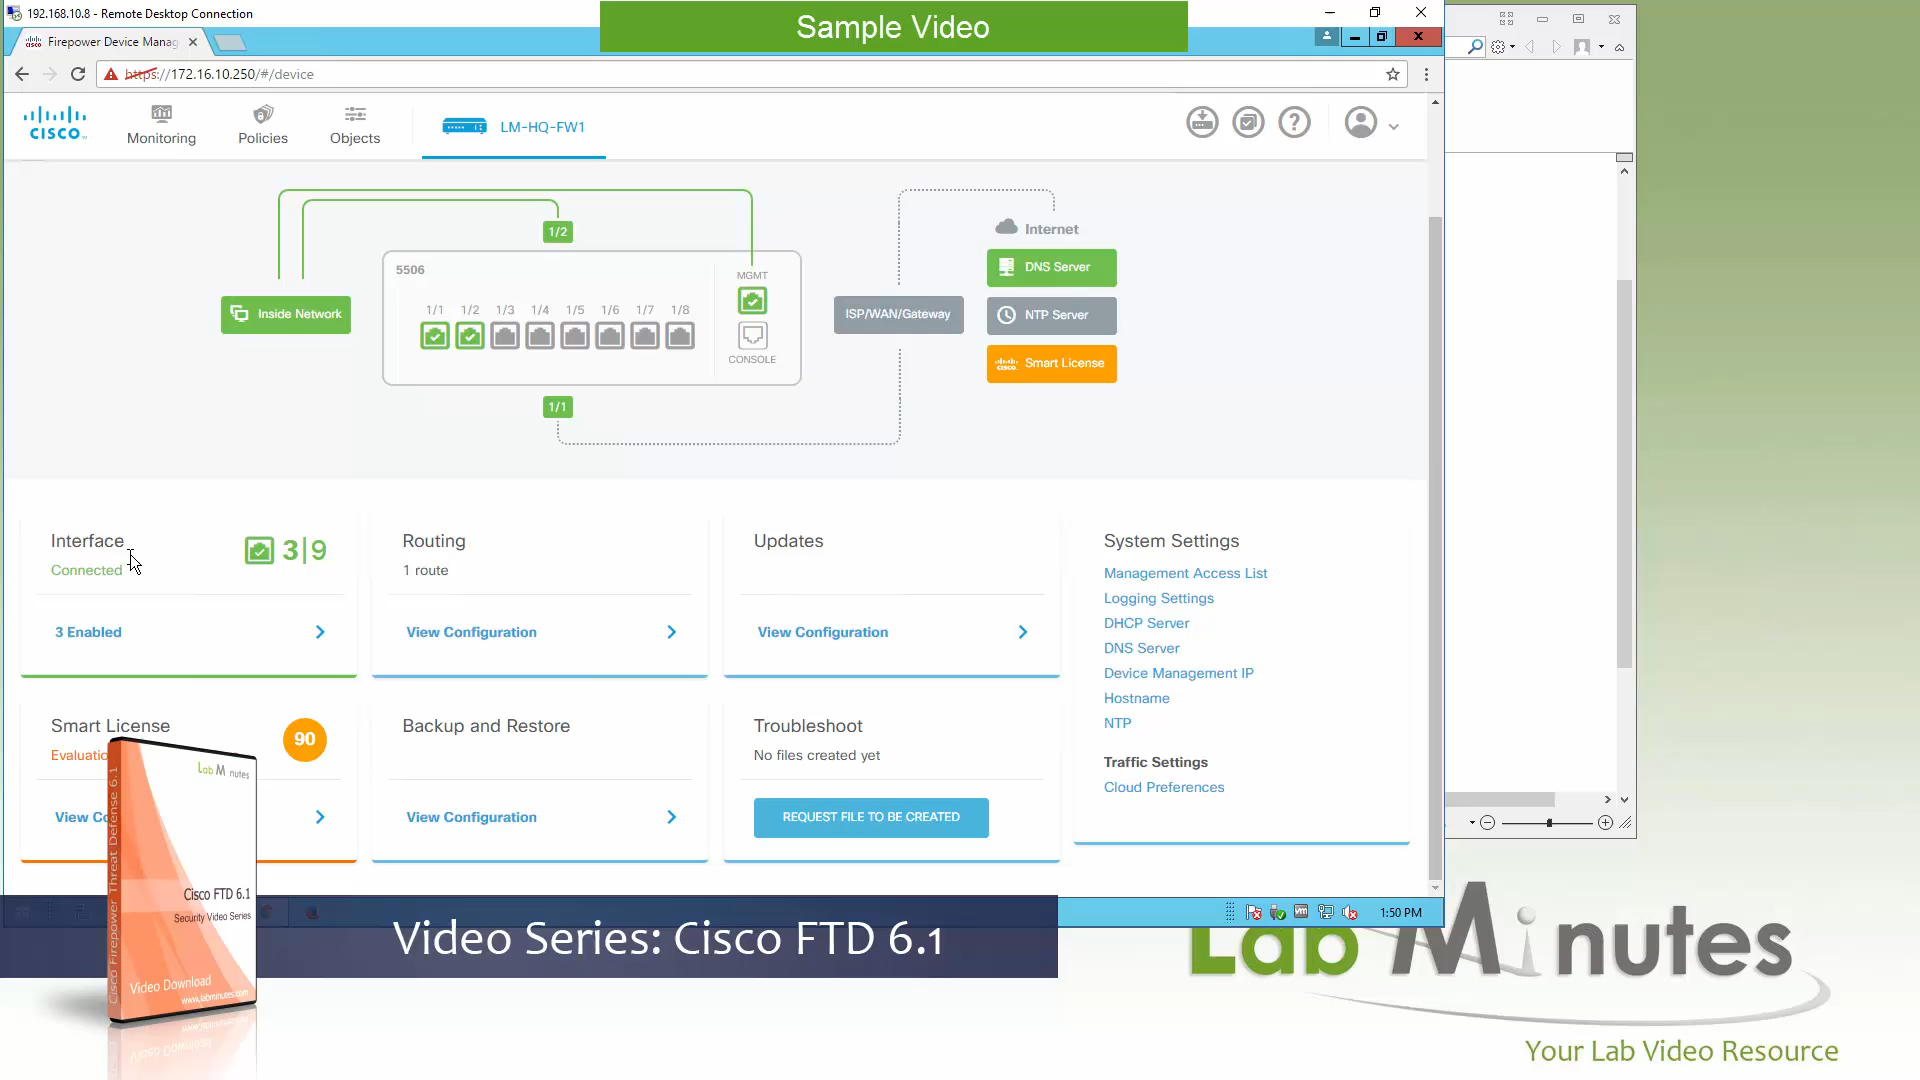 192.168.10.8 - Remote Desktop Connection
Sample Video
Firepower Device Manag
https://172.16.10.250/#/device
CISCO
Monitoring
Policies
Objects
LM-HQ-FW1
?
1/2
Internet
5506
MGMT
DNS Server
Inside Network
1/1 1/2 1/3 1/4 1/5 1/6 1/7 1/8
ISP/WAN/Gateway
NTP Server
CONSOLE
Smart License
1/1
Interface
Connected
3|9
3 Enabled
Routing
1 route
View Configuration
Updates
View Configuration
System Settings
Management Access List
Logging Settings
DHCP Server
DNS Server
Device Management IP
Hostname
NTP
Traffic Settings
Cloud Preferences
Smart License
90
Evaluatio
View Co
Backup and Restore
View Configuration
Troubleshoot
No files created yet
REQUEST FILE TO BE CREATED
1:50 PM
Lab Minutes
Cisco Firepower Threat Defense 6.1
Cisco FTD 6.1
Security Video Series
Video Download
www.labminutes.com
Video Series: Cisco FTD 6.1
Lab Minutes
Your Lab Video Resource